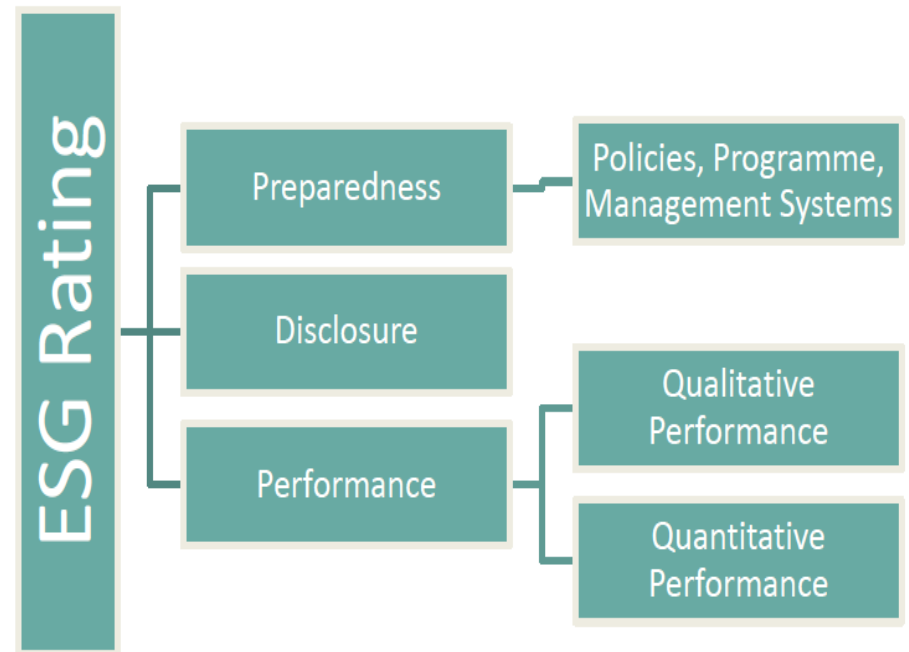 ESG Rating
Preparedness
Policies, Programme,
Management Systems
Disclosure
Performance
Qualitative
Performance
Quantitative
Performance